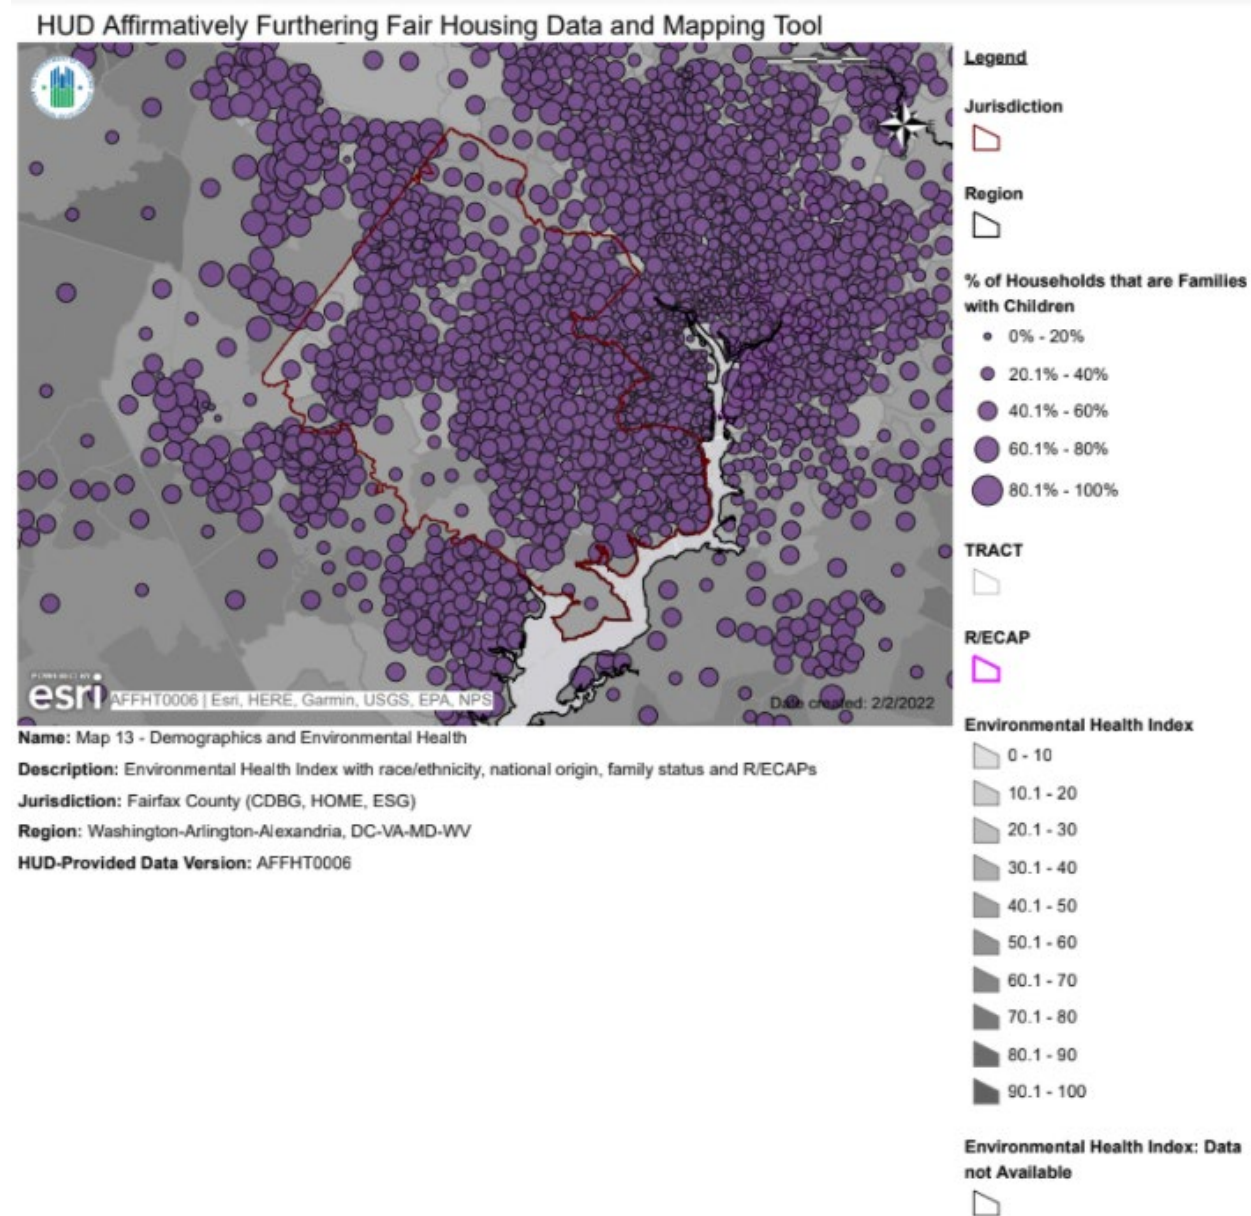 HUD Affirmatively Furthering Fair Housing Data and Mapping Tool
Legend
Jurisdiction
Region
% of Households that are Families
with Children
0% - 20%
20.1% - 40%
40.1% - 60%
60.1% - 80%
80.1% - 100%
TRACT
R/ECAP
POWERED BY
esri
AFFHT0006 | Esri, HERE, Garmin, USGS, EPA, NPS
Date created: 2/2/2022
Name: Map 13 - Demographics and Environmental Health
Description: Environmental Health Index with race/ethnicity, national origin, family status and R/ECAPs
Jurisdiction: Fairfax County (CDBG, HOME, ESG)
Region: Washington-Arlington-Alexandria, DC-VA-MD-WV
HUD-Provided Data Version: AFFHT0006
Environmental Health Index
0 - 10
10.1 - 20
20.1 - 30
30.1 - 40
40.1 - 50
50.1 - 60
60.1 - 70
70.1 - 80
80.1 - 90
90.1 - 100
Environmental Health Index: Data
not Available